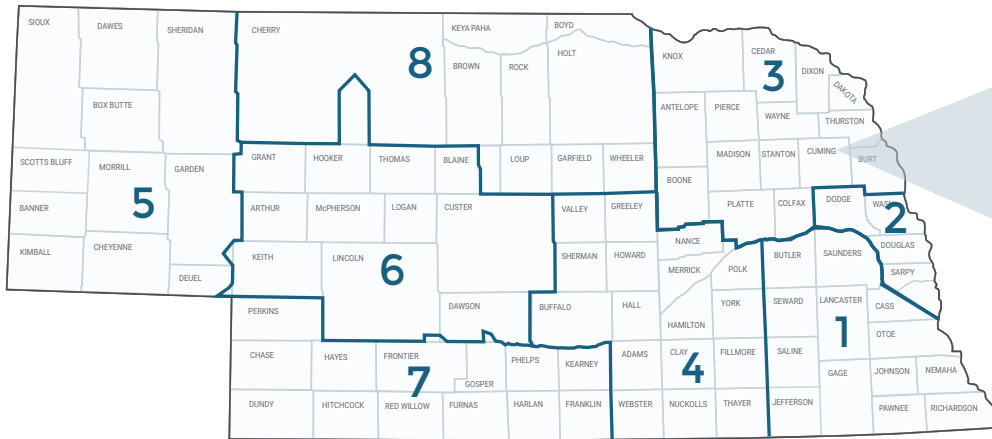 SIOUX
DAWES
SHERIDAN
CHERRY
KEYA PAHA
BOYD
8
BROWN
ROCK
HOLT
KNOX
CEDAR
3
DIXON
DAKOTA
BOX BUTTE
ANTELOPE
PIERCE
WAYNE
THURSTON
SCOTTS BLUFF
MORRILL
GARDEN
GRANT
HOOKER
THOMAS
BLAINE
LOUP
GARFIELD
WHEELER
MADISON
STANTON
CUMING
BURT
BOONE
BANNER
5
ARTHUR
McPHERSON
LOGAN
CUSTER
VALLEY
GREELEY
PLATTE
COLFAX
DODGE
WASH
2
KIMBALL
CHEYENNE
DEUEL
KEITH
LINCOLN
6
SHERMAN
HOWARD
NANCE
MERRICK
POLK
BUTLER
SAUNDERS
DOUGLAS
SARPY
PERKINS
DAWSON
BUFFALO
HALL
HAMILTON
YORK
SEWARD
LANCASTER
CASS
OTOE
CHASE
HAYES
FRONTIER
7
GOSPER
PHELPS
KEARNEY
ADAMS
CLAY
4
FILLMORE
SALINE
1
GAGE
JOHNSON
NEMAHA
DUNDY
HITCHCOCK
RED WILLOW
FURNAS
HARLAN
FRANKLIN
WEBSTER
NUCKOLLS
THAYER
JEFFERSON
PAWNEE
RICHARDSON